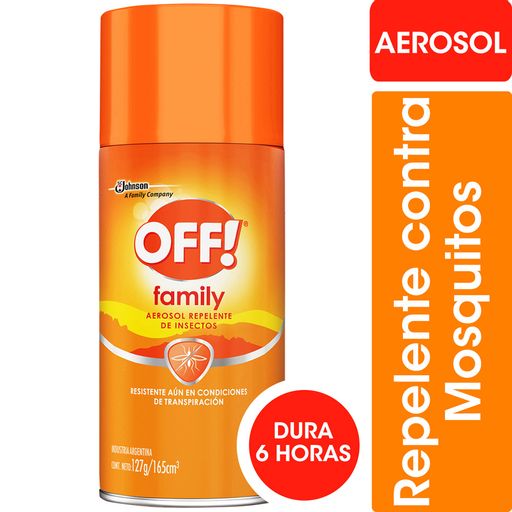 AEROSOL
Repelente contra
Mosquitos
SC Johnson
A Family Company
OFF!®
family
AEROSOL REPELENTE
DE INSECTOS
RESISTENTE AÚN EN CONDICIONES
DE TRANSPIRACIÓN
INDUSTRIA ARGENTINA
CONT. NETO: 127g/165cm³
DURA
6 HORAS